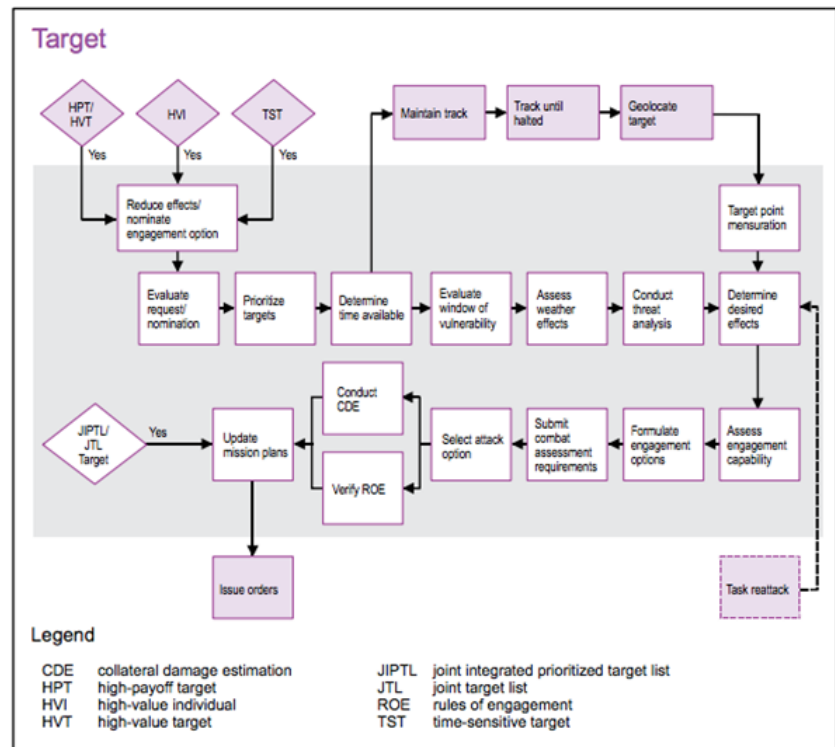 Target
HPT/
HVT
HVI
TST
Maintain track
Track until
halted
Geolocate
target
Yes
Yes
Yes
Reduce effects/
nominate
engagement option
Target point
mensuration
Evaluate
request/
nomination
Prioritize
targets
Determine
time available
Evaluate
window of
vulnerability
Assess
weather
effects
Conduct
threat
analysis
Determine
desired
effects
JIPTL/
JTL
Target
Yes
Update
mission plans
Conduct
CDE
Verify ROE
Select attack
option
Submit
combat
assessment
requirements
Formulate
engagement
options
Assess
engagement
capability
Issue orders
Task reattack
Legend
CDE collateral damage estimation
HPT high-payoff target
HVI high-value individual
HVT high-value target
JIPTL joint integrated prioritized target list
JTL joint target list
ROE rules of engagement
TST time-sensitive target